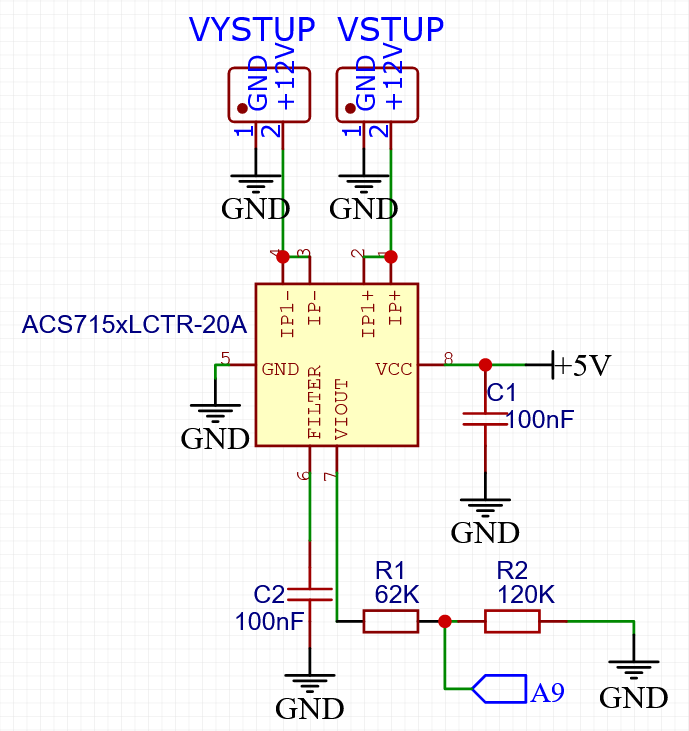 VYSTUP
VSTUP
GND
+12V
GND
+12V
1
2
1
2
GND
GND
4
3
2
1
IP1-
IP-
IP1+
IP+
ACS715xLCTR-20A
5
GND
VCC
8
+5V
FILTER
VIOUT
C1
100nF
GND
6
7
GND
C2
100nF
R1
62K
R2
120K
GND
A9
GND